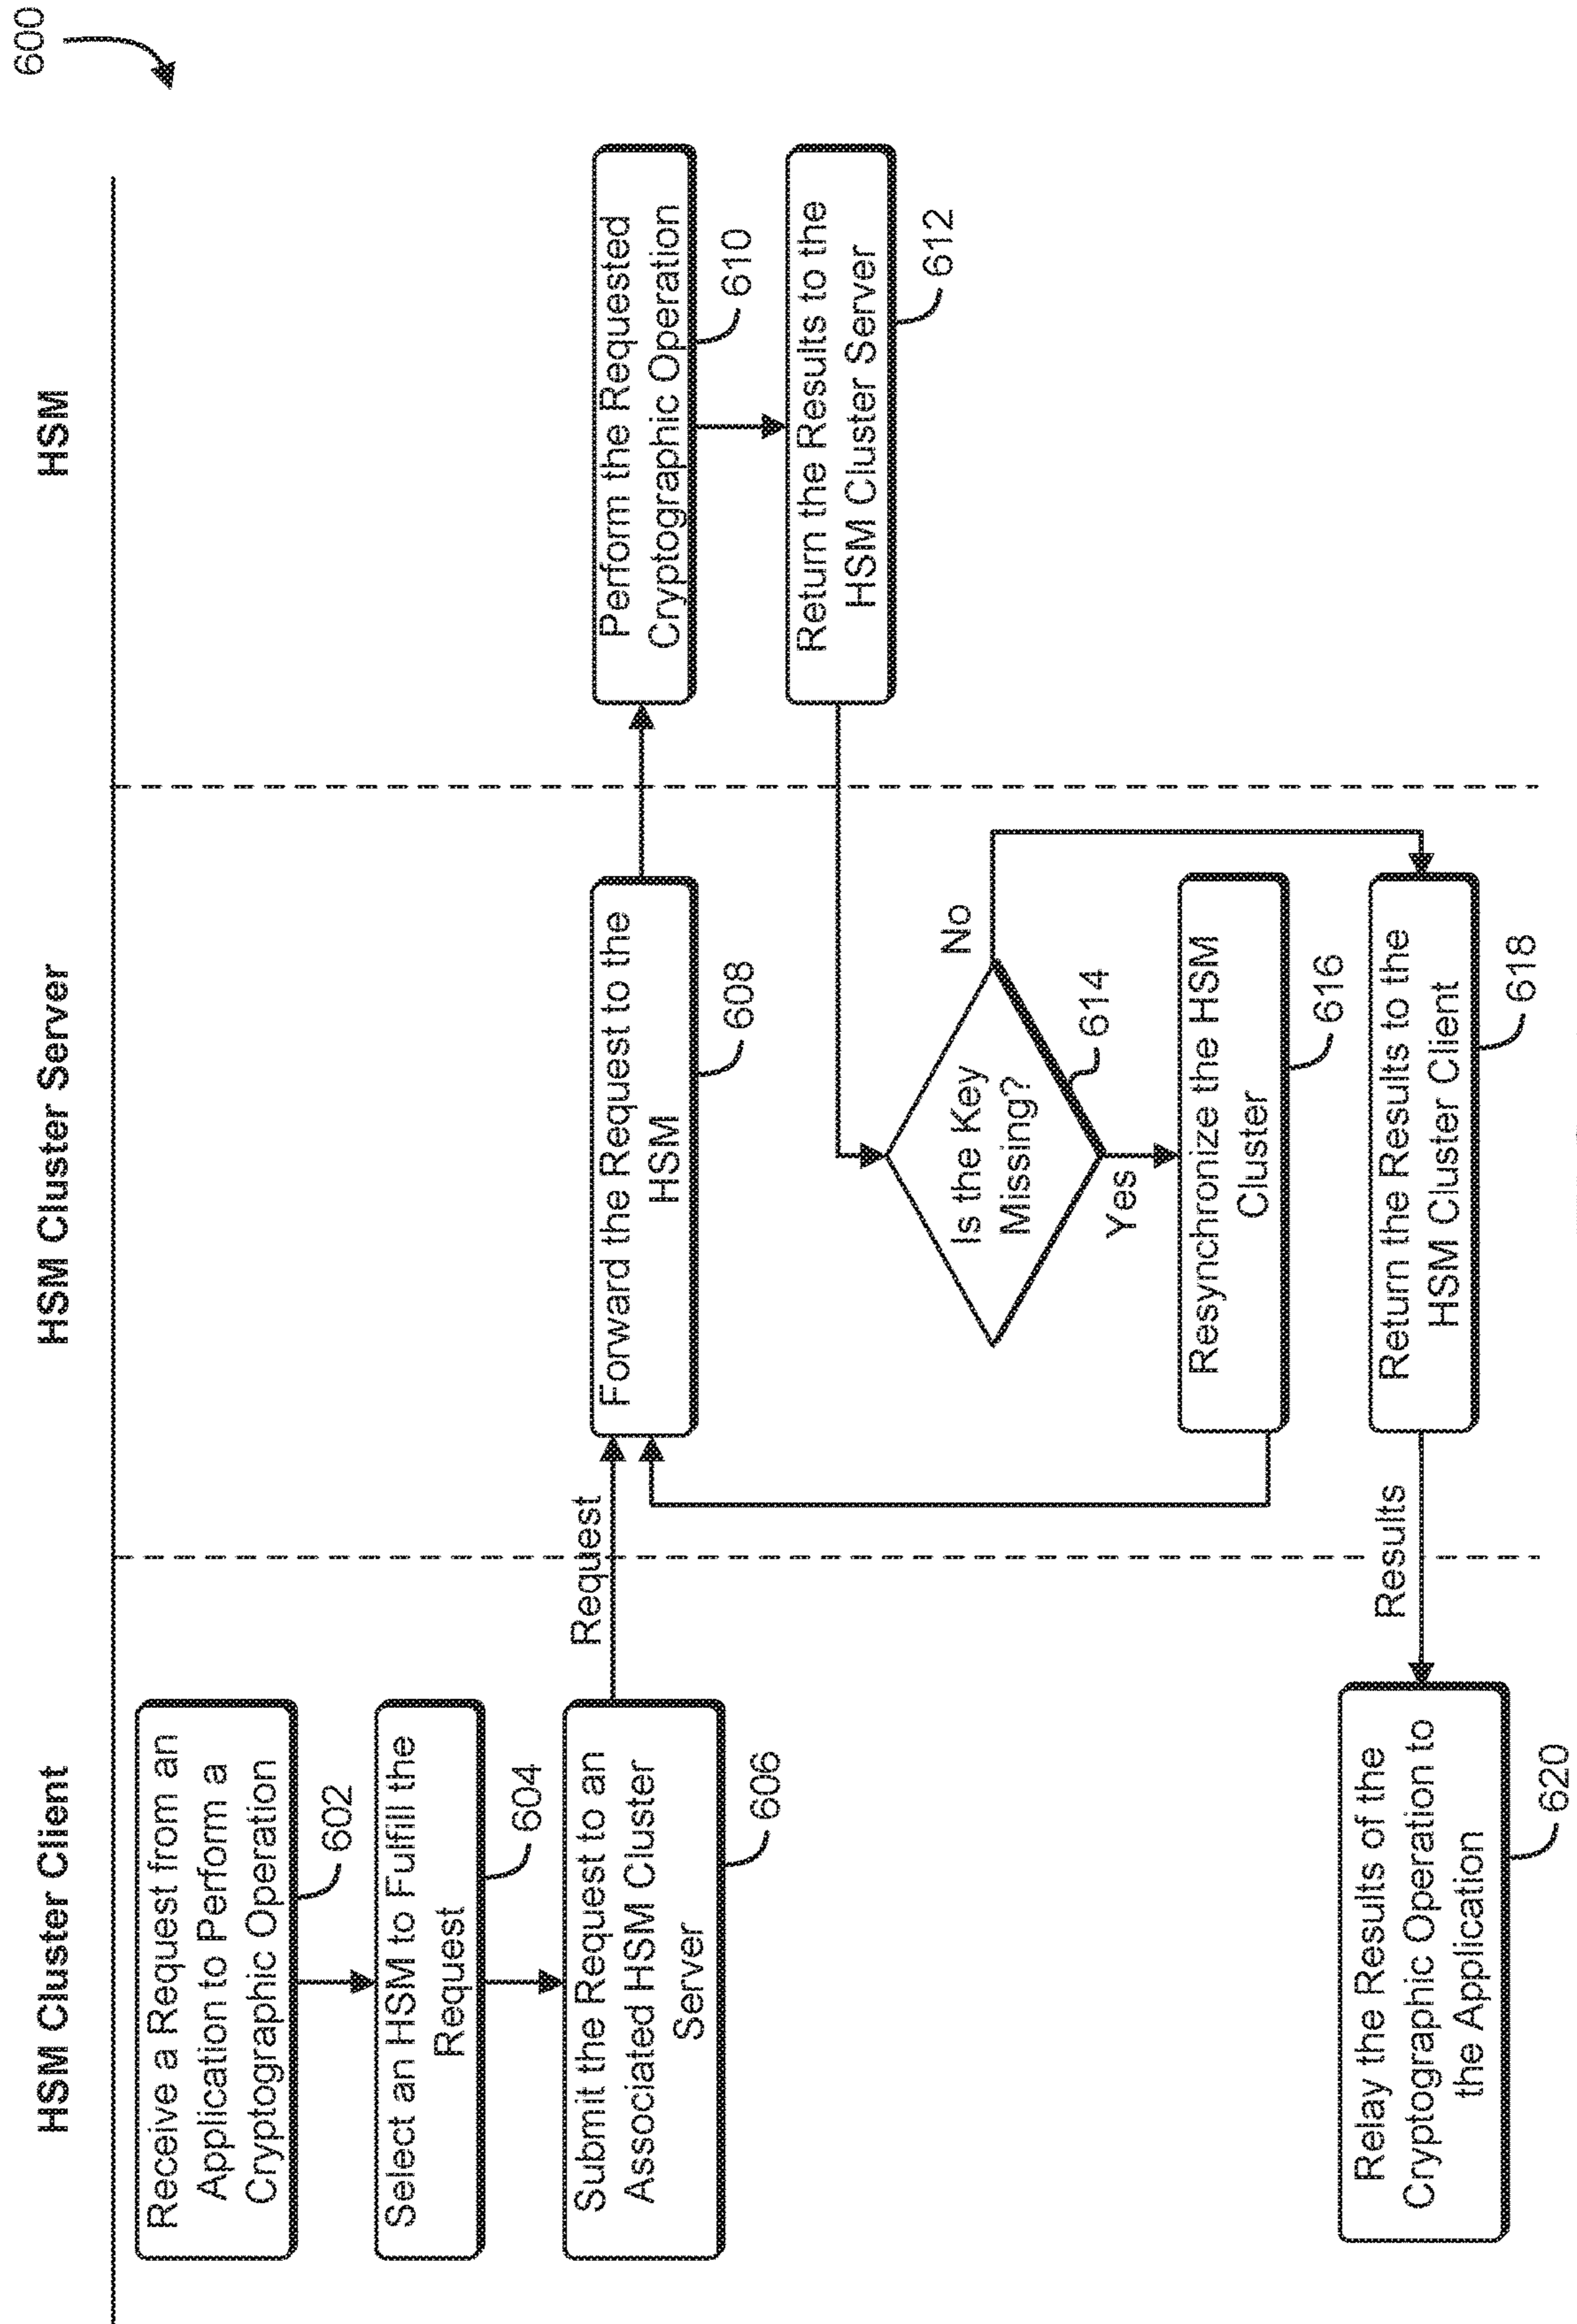 600
HSM Cluster Client
HSM Cluster Server
HSM
Receive a Request from an
Application to Perform a
Cryptographic Operation
602
Select an HSM to Fulfill the
Request
604
Submit the Request to an
Associated HSM Cluster
Server
606
Request
Forward the Request to the
HSM
608
Perform the Requested
Cryptographic Operation
610
Return the Results to the
HSM Cluster Server
612
Is the Key
Missing?
614
No
Yes
Resynchronize the HSM
Cluster
616
Return the Results to the
HSM Cluster Client
618
Results
Relay the Results of the
Cryptographic Operation to
the Application
620